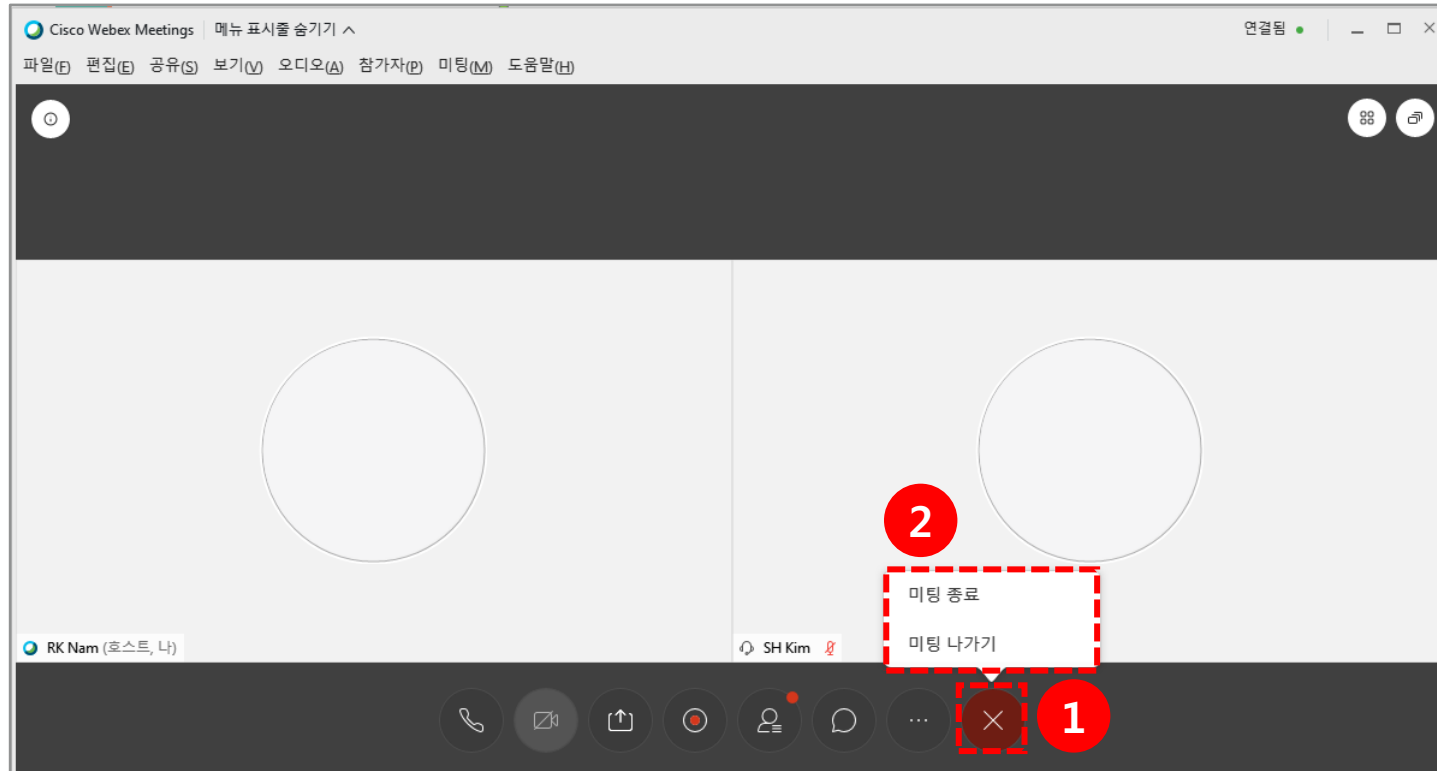 Cisco Webex Meetings 메뉴 표시줄 숨기기 연결됨
파일(F) 편집(E) 공유(S) 보기(V) 오디오(A) 참가자(P) 미팅(M) 도움말(H)
2
미팅 종료
미팅 나가기
RK Nam (호스트, 나) SH Kim
1